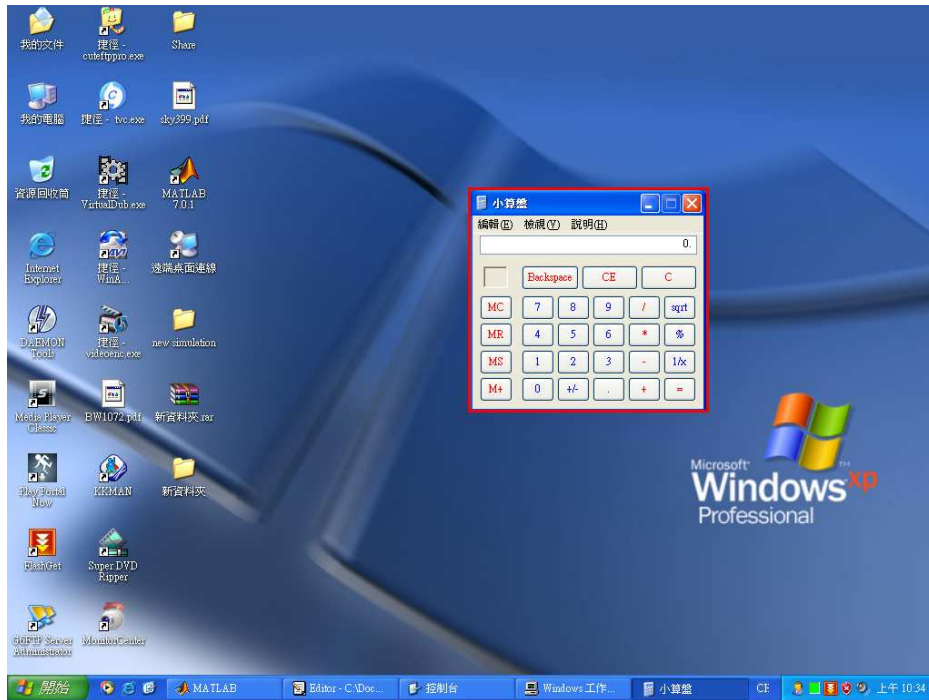 我的文件
捷徑 -
cuteftppro.exe
Share
我的電腦
捷徑 - tvc.exe
sky399.pdf
資源回收筒
捷徑 -
VirtualDub.exe
MATLAB
7.0.1
Internet
Explorer
捷徑 -
WinA...
遠端桌面連線
DAEMON
Tools
捷徑 -
videoenc.exe
new simulation
Media Player
Classic
BW1072.pdf
新資料夾.rar
Play Portal
Now
KKMAN
新資料夾
FlashGet
Super DVD
Ripper
G6FTP Server
Administrator
MonitorCenter
小算盤
編輯(E) 檢視(V) 說明(H)
0.
Backspace CE C
MC 7 8 9 / sqrt
MR 4 5 6 * %
MS 1 2 3 - 1/x
M+ 0 +/- . + =
Microsoft
Windows xp
Professional
TM
開始 MATLAB Editor - C:\Doc... 控制台 Windows 工作... 小算盤 CH 上午 10:34